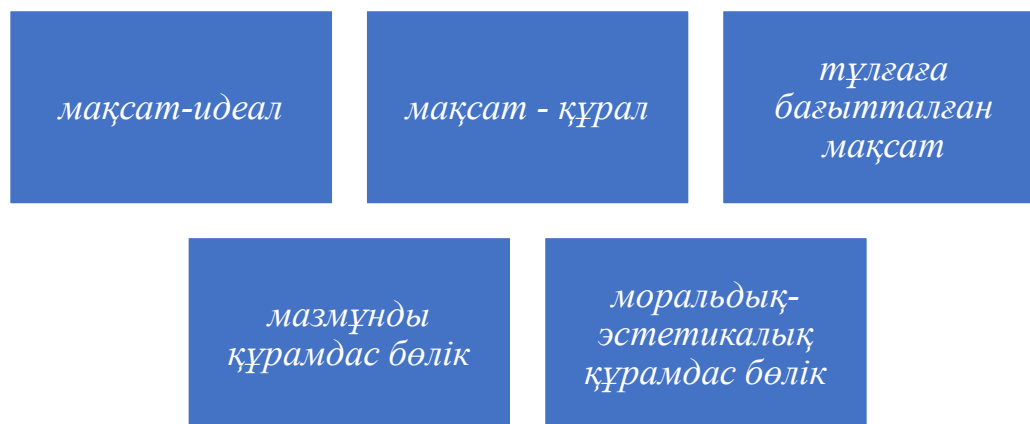 мақсат-идеал
мақсат - құрал
тұлғаға
бағытталған
мақсат
мазмұнды
құрамдас бөлік
моральдық-
эстетикалық
құрамдас бөлік